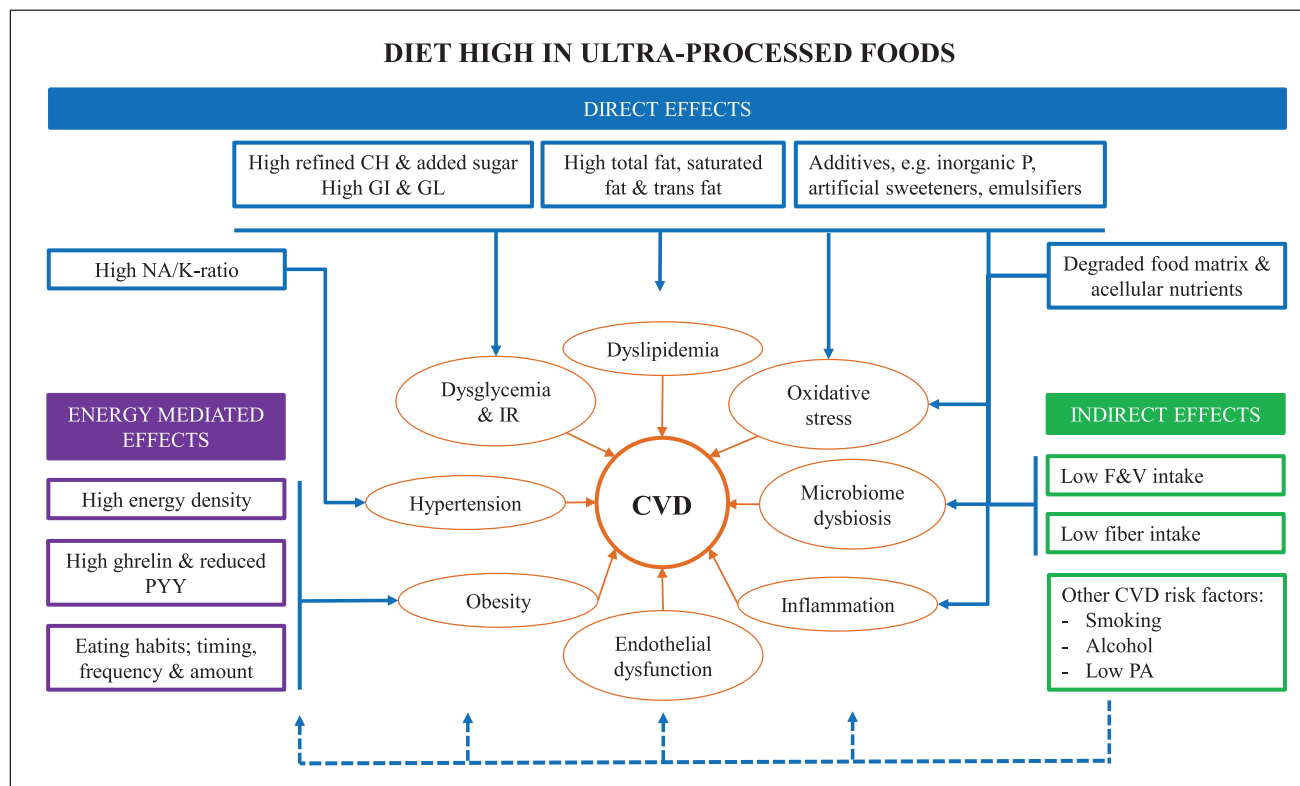 DIET HIGH IN ULTRA-PROCESSED FOODS
DIRECT EFFECTS
High refined CH & added sugar
High GI & GL
High total fat, saturated
fat & trans fat
Additives, e.g. inorganic P,
artificial sweeteners, emulsifiers
High NA/K-ratio
Degraded food matrix &
acellular nutrients
Dyslipidemia
Dysglycemia
& IR
Oxidative
stress
ENERGY MEDIATED
EFFECTS
INDIRECT EFFECTS
High energy density
High ghrelin & reduced
PYY
Eating habits; timing,
frequency & amount
Hypertension
CVD
Microbiome
dysbiosis
Obesity
Endothelial
dysfunction
Inflammation
Low F&V intake
Low fiber intake
Other CVD risk factors:
- Smoking
- Alcohol
- Low PA